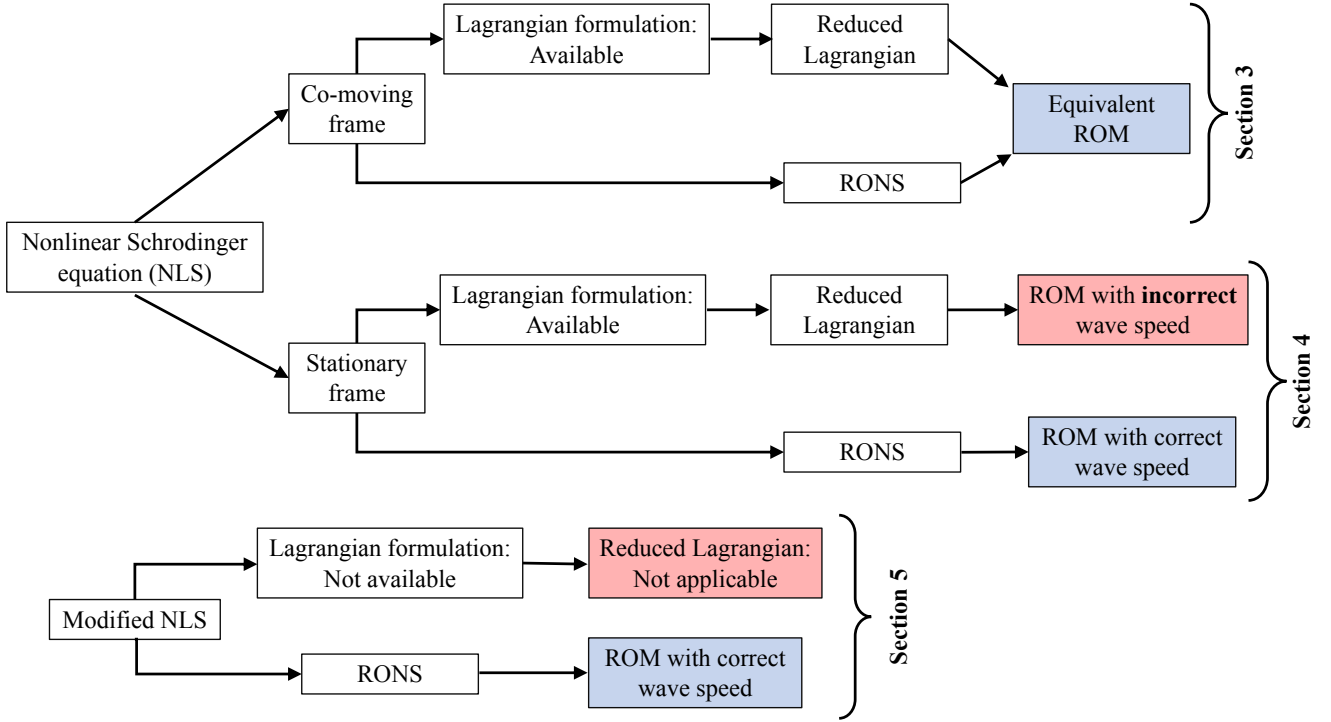 Lagrangian formulation:
Available
Reduced
Lagrangian
Co-moving
frame
Equivalent
ROM
RONS
Section 3
Nonlinear Schrodinger
equation (NLS)
Lagrangian formulation:
Available
Reduced
Lagrangian
ROM with incorrect
wave speed
Stationary
frame
RONS
ROM with correct
wave speed
Section 4
Lagrangian formulation:
Not available
Reduced Lagrangian:
Not applicable
Modified NLS
RONS
ROM with correct
wave speed
Section 5